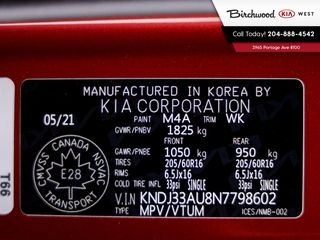 Birchwood KIA WEST
Call Today! 204-888-4542
3965 Portage Ave #100
MANUFACTURED IN KOREA BY
KIA CORPORATION
05/21 PAINT M4A TRIM WK
GVWR/PNBV 1825 kg
FRONT REAR
GAWR/PNBE 1050 kg 950 kg
TIRES 205/60R16 205/60R16
RIMS 6.5Jx16 6.5Jx16
COLD TIRE INFL 33psi SINGLE 33psi SINGLE
V.I.N KNDJ33AU8N7798602
TYPE MPV/VTUM ICES/NMB-002
CANADA
CMVSS NSVAC
E28
TRANSPORT
T66